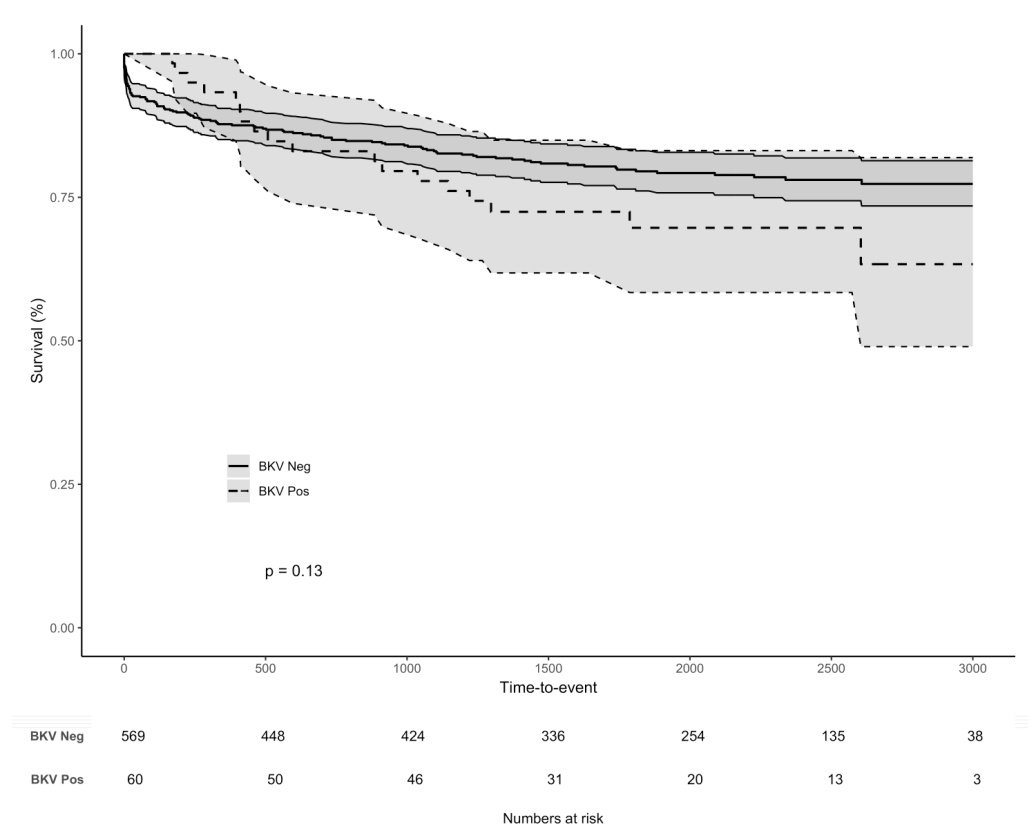 1.00
0.75
0.50
0.25
0.00
Survival (%)
BKV Neg
BKV Pos
p = 0.13
0 500 1000 1500 2000 2500 3000
Time-to-event
BKV Neg 569 448 424 336 254 135 38
BKV Pos 60 50 46 31 20 13 3
Numbers at risk